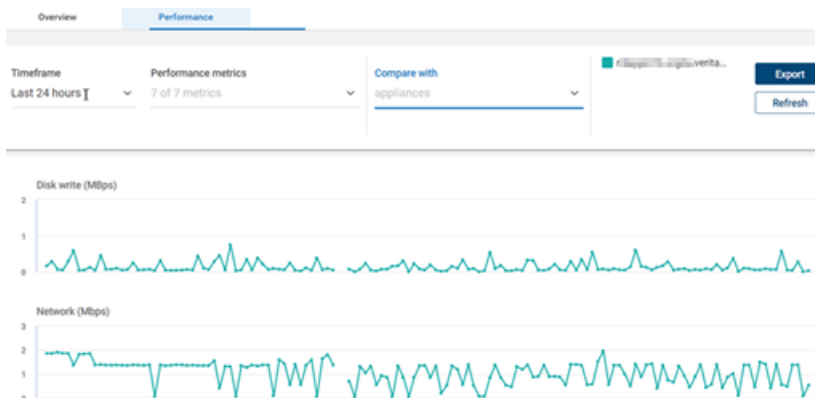 Overview Performance
Timeframe Performance metrics Compare with verita...
Last 24 hours 7 of 7 metrics appliances
Export
Refresh
Disk write (MBps)
2
1
0
Network (Mbps)
3
2
1
0